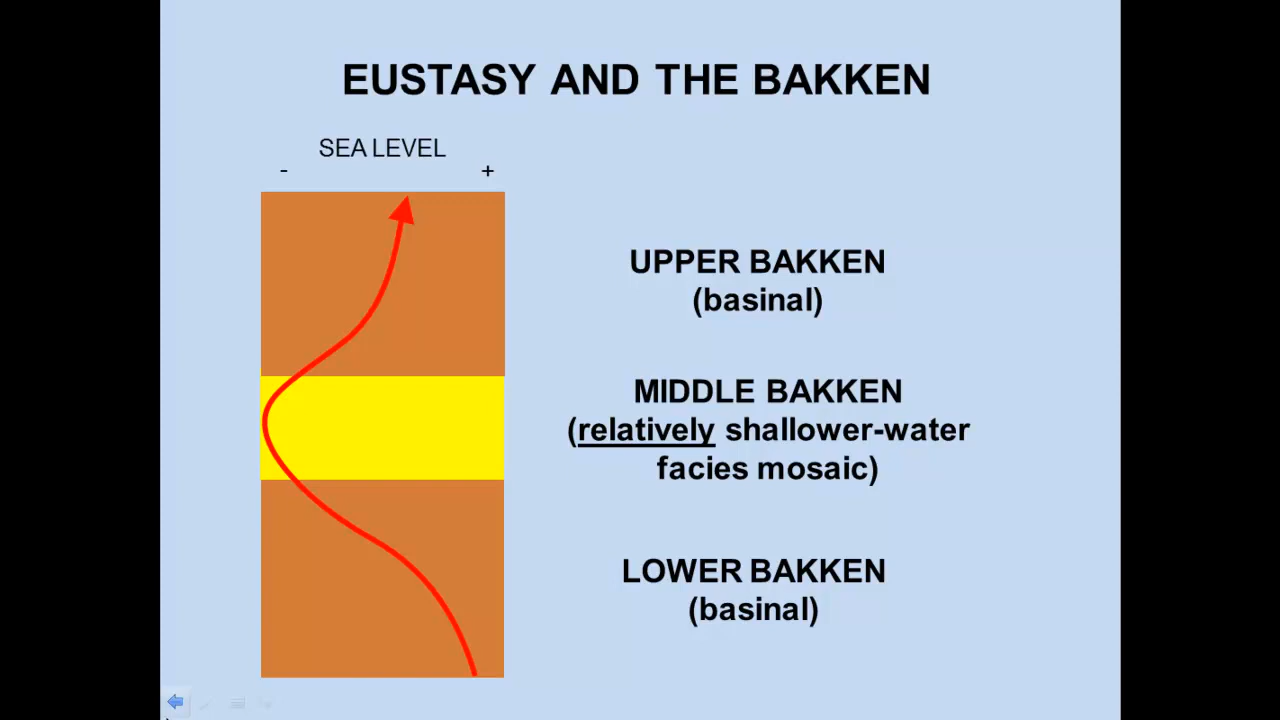 EUSTASY AND THE BAKKEN
SEA LEVEL
- +
UPPER BAKKEN
(basinal)
MIDDLE BAKKEN
(relatively shallower-water
facies mosaic)
LOWER BAKKEN
(basinal)